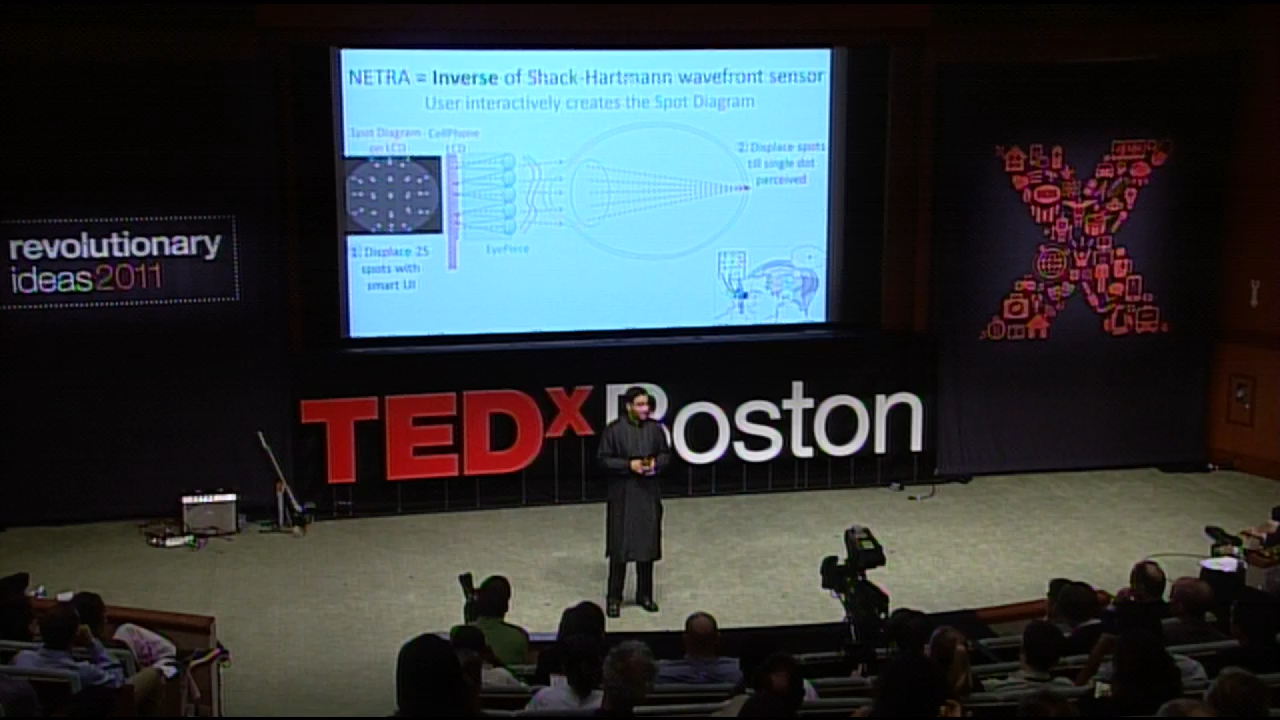 NETRA = Inverse of Shack-Hartmann wavefront sensor
User interactively creates the Spot Diagram
Spot Diagram
on LCD
CellPhone
LCD
2: Displace spots
till single dot
perceived
EyePiece
1: Displace 25
spots with
smart UI
revolutionary
ideas2011
X
TEDxBoston